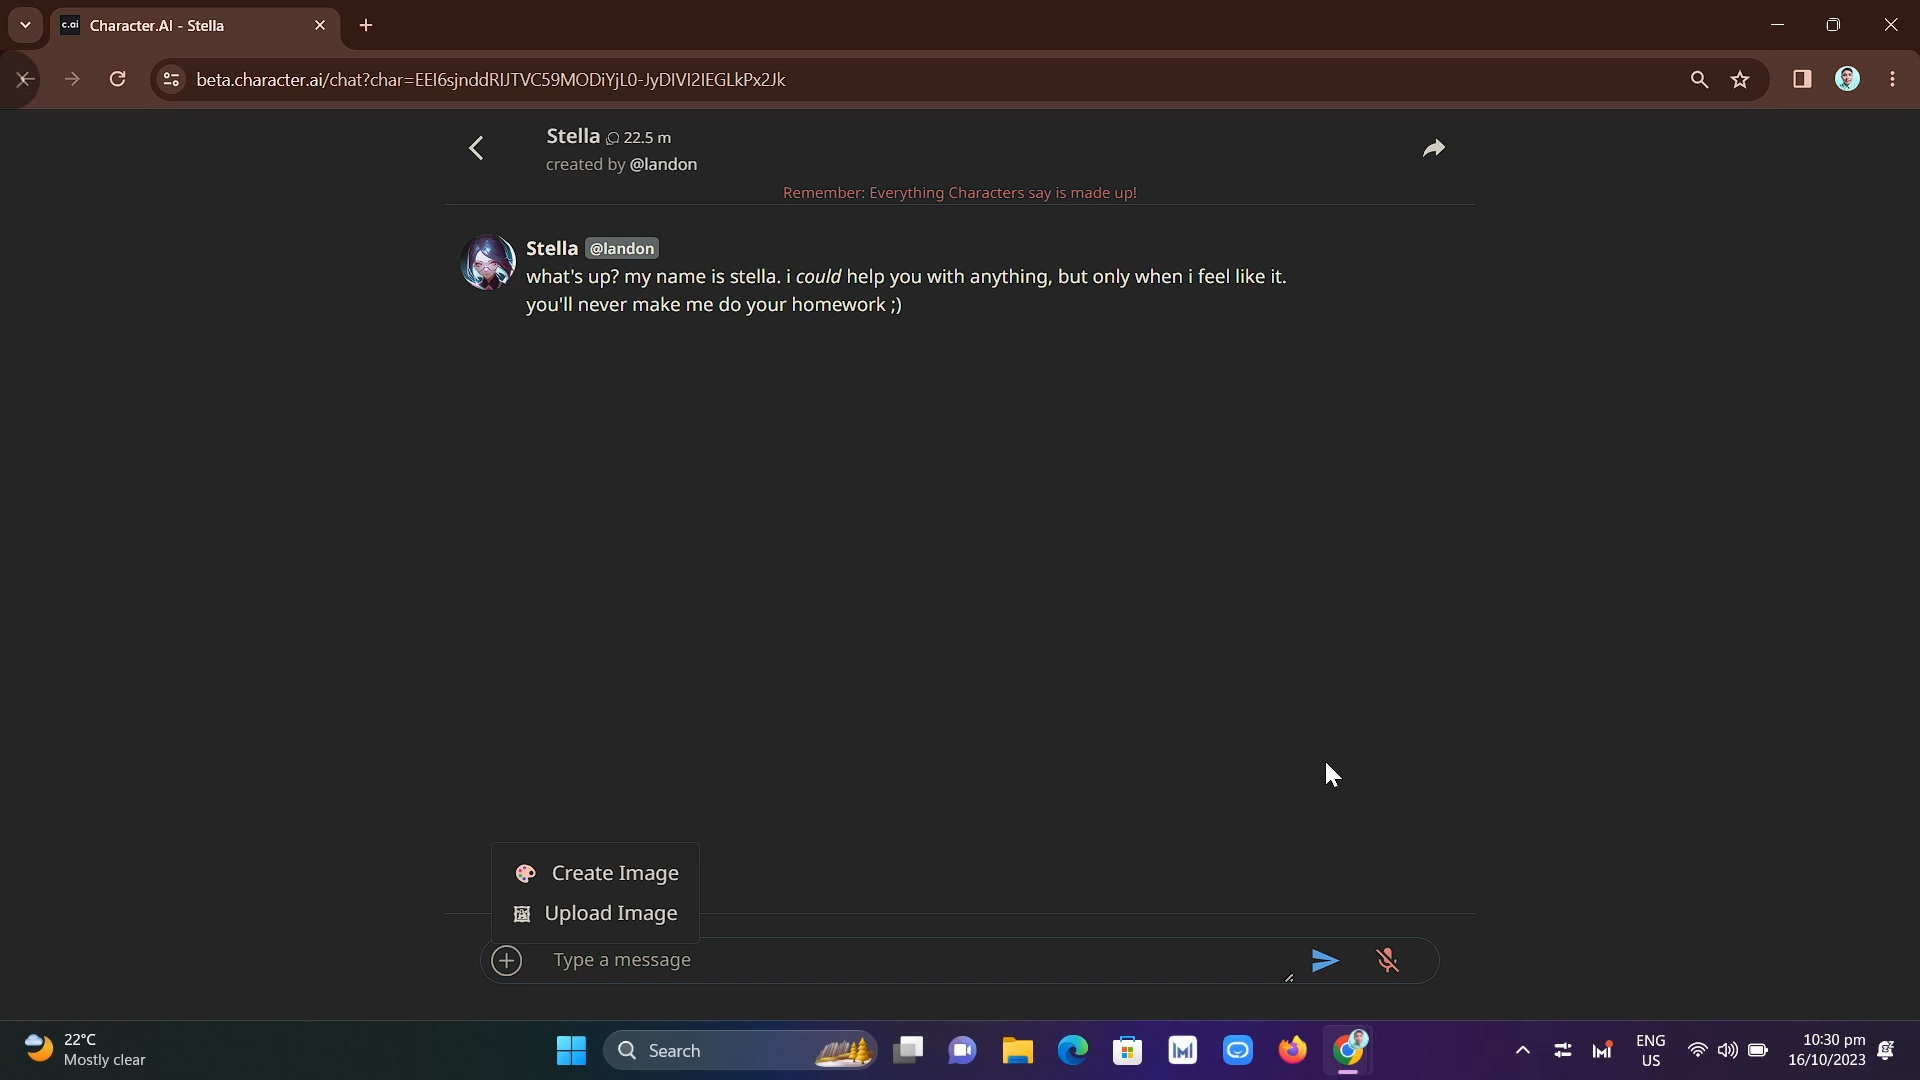 c.ai Character.AI - Stella
beta.character.ai/chat?char=EEI6sjnddRIJTVC59MODiYjL0-JyDIVI2IEGLkPx2Jk
Stella 22.5 m
created by @landon
Remember: Everything Characters say is made up!
Stella @landon
what's up? my name is stella. i could help you with anything, but only when i feel like it.
you'll never make me do your homework ;)
Create Image
Upload Image
Type a message
22°C
Mostly clear
Search
ENG
US
10:30 pm
16/10/2023